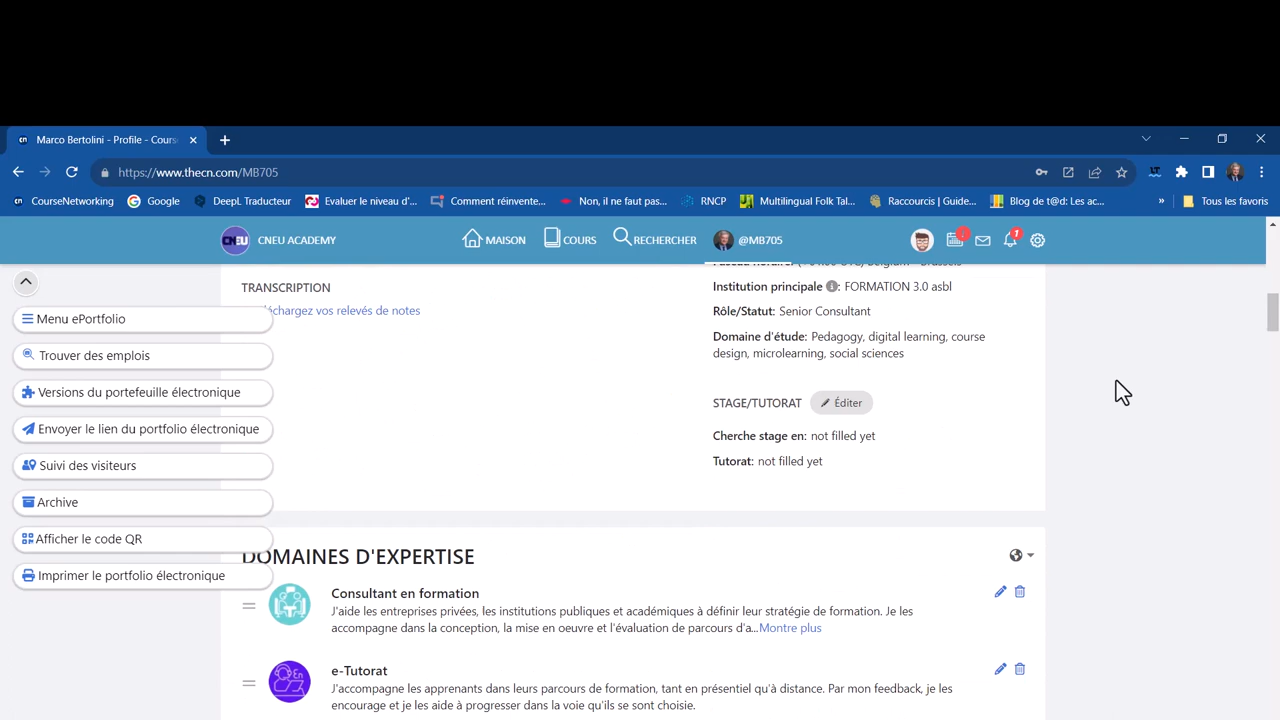 Marco Bertolini - Profile - Cours
https://www.thecn.com/MB705
CourseNetworking
Google
DeepL Traducteur
Evaluer le niveau d'...
Comment réinvente...
Non, il ne faut pas...
RNCP
Multilingual Folk Tal...
Raccourcis | Guide...
Blog de t@d: Les ac...
»
Tous les favoris
CNEU
CNEU ACADEMY
MAISON
COURS
RECHERCHER
@MB705
1
TRANSCRIPTION
échargez vos relevés de notes
Menu ePortfolio
Trouver des emplois
Versions du portefeuille électronique
Envoyer le lien du portfolio électronique
Suivi des visiteurs
Archive
Afficher le code QR
Imprimer le portfolio électronique
Belgium - Brussels
Institution principale : FORMATION 3.0 asbl
Rôle/Statut: Senior Consultant
Domaine d'étude: Pedagogy, digital learning, course
design, microlearning, social sciences
STAGE/TUTORAT
Éditer
Cherche stage en: not filled yet
Tutorat: not filled yet
DOMAINES D'EXPERTISE
Consultant en formation
J'aide les entreprises privées, les institutions publiques et académiques à définir leur stratégie de formation. Je les
accompagne dans la conception, la mise en oeuvre et l'évaluation de parcours d'a...Montre plus
e-Tutorat
J'accompagne les apprenants dans leurs parcours de formation, tant en présentiel qu'à distance. Par mon feedback, je les
encourage et je les aide à progresser dans la voie qu'ils se sont choisie.